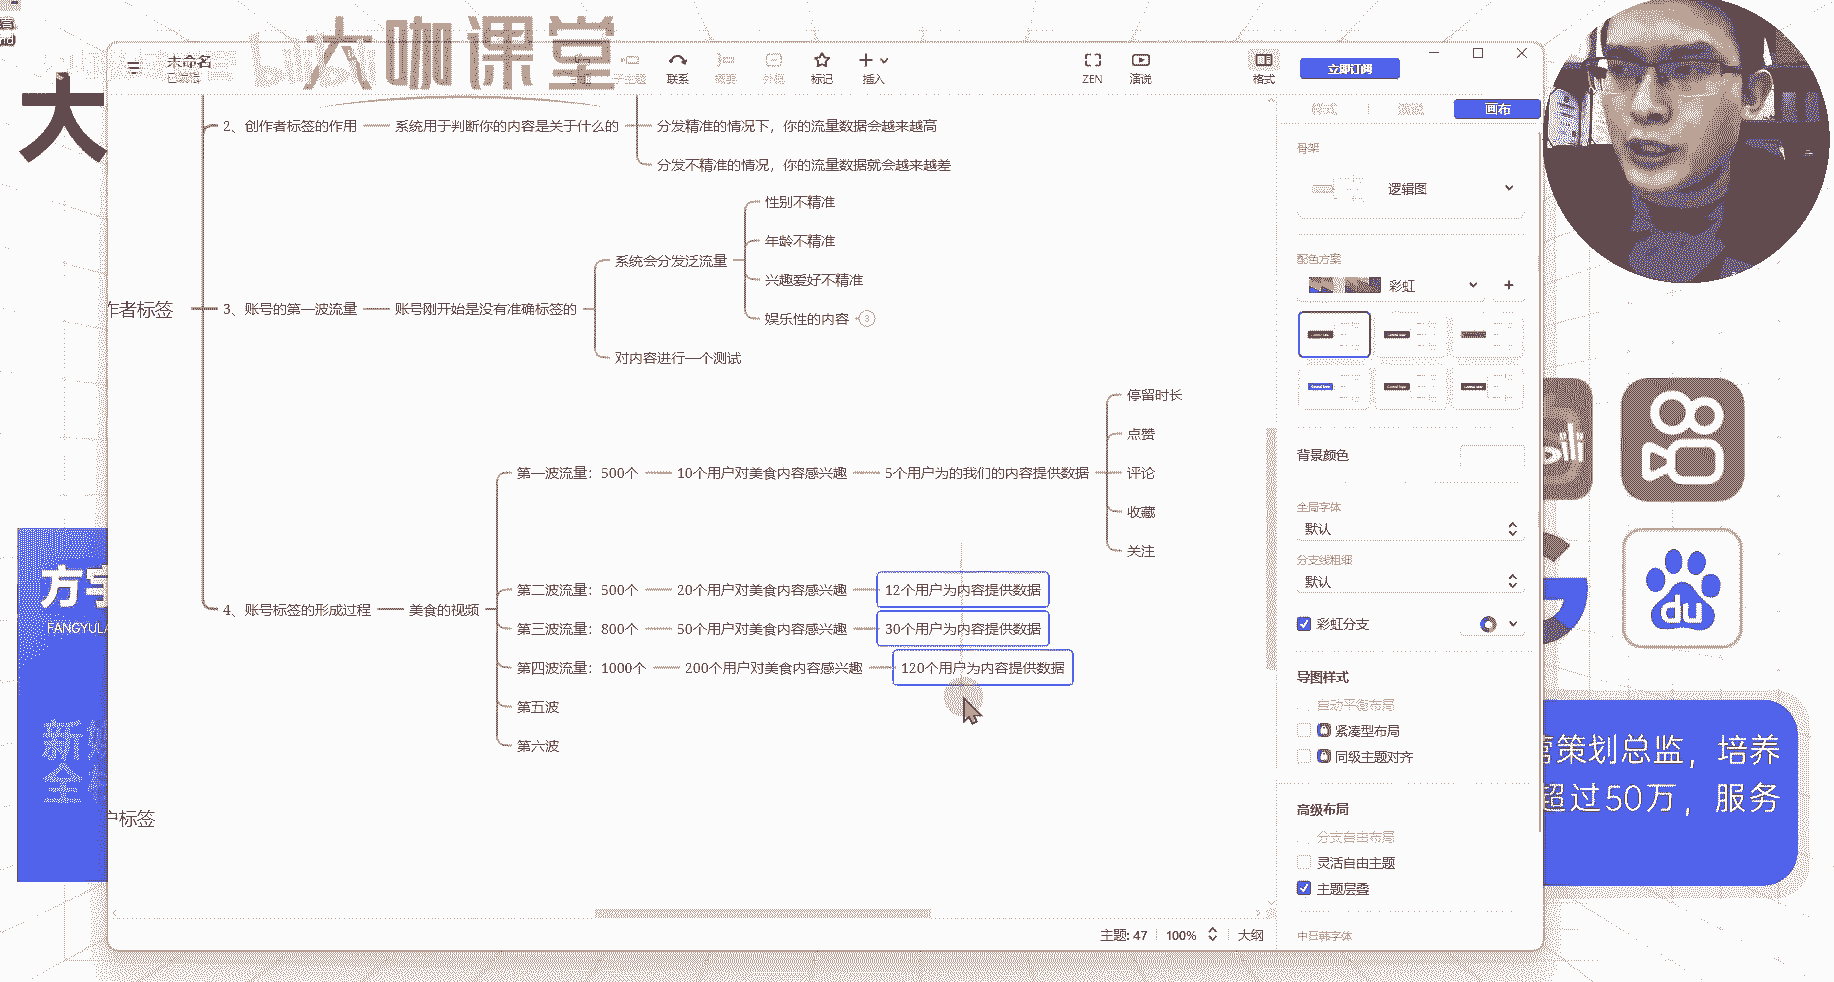 大咖课堂
未命名
子主题
联系
概要
外框
标记
插入
ZEN
演说
格式
立即订阅
大
2、创作者标签的作用
系统用于判断你的内容是关于什么的
分发精准的情况下，你的流量数据会越来越高
分发不精准的情况，你的流量数据就会越来越差
作者标签
3、账号的第一波流量
账号刚开始是没有准确标签的
系统会分发泛流量
性别不精准
年龄不精准
兴趣爱好不精准
娱乐性的内容
3
对内容进行一个测试
4、账号标签的形成过程
美食的视频
第一波流量：500个
10个用户对美食内容感兴趣
5个用户为的我们的内容提供数据
停留时长
点赞
评论
收藏
关注
第二波流量：500个
20个用户对美食内容感兴趣
12个用户为内容提供数据
第三波流量：800个
50个用户对美食内容感兴趣
30个用户为内容提供数据
第四波流量：1000个
200个用户对美食内容感兴趣
120个用户为内容提供数据
第五波
第六波
户标签
样式
演说
画布
骨架
逻辑图
配色方案
彩虹
背景颜色
全局字体
默认
分支线粗细
默认
彩虹分支
导图样式
自动平衡布局
紧凑型布局
同级主题对齐
高级布局
分支自由布局
灵活自由主题
主题层叠
中日韩字体
主题: 47
100%
大纲
FANGYULA
du
营策划总监，培养
超过50万，服务